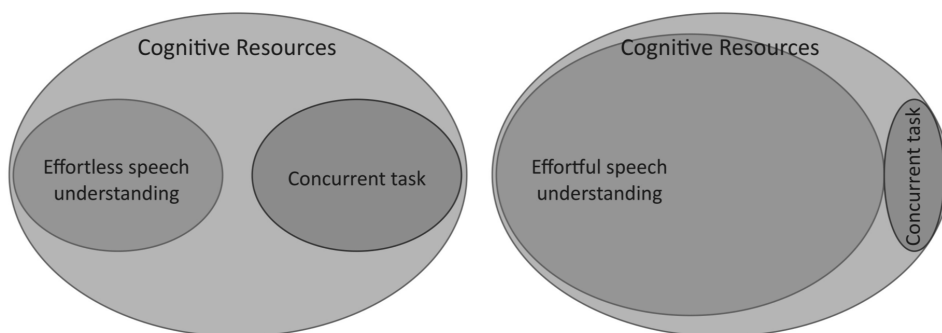 Cognitive Resources
Effortless speech
understanding
Concurrent task
Cognitive Resources
Effortful speech
understanding
Concurrent task